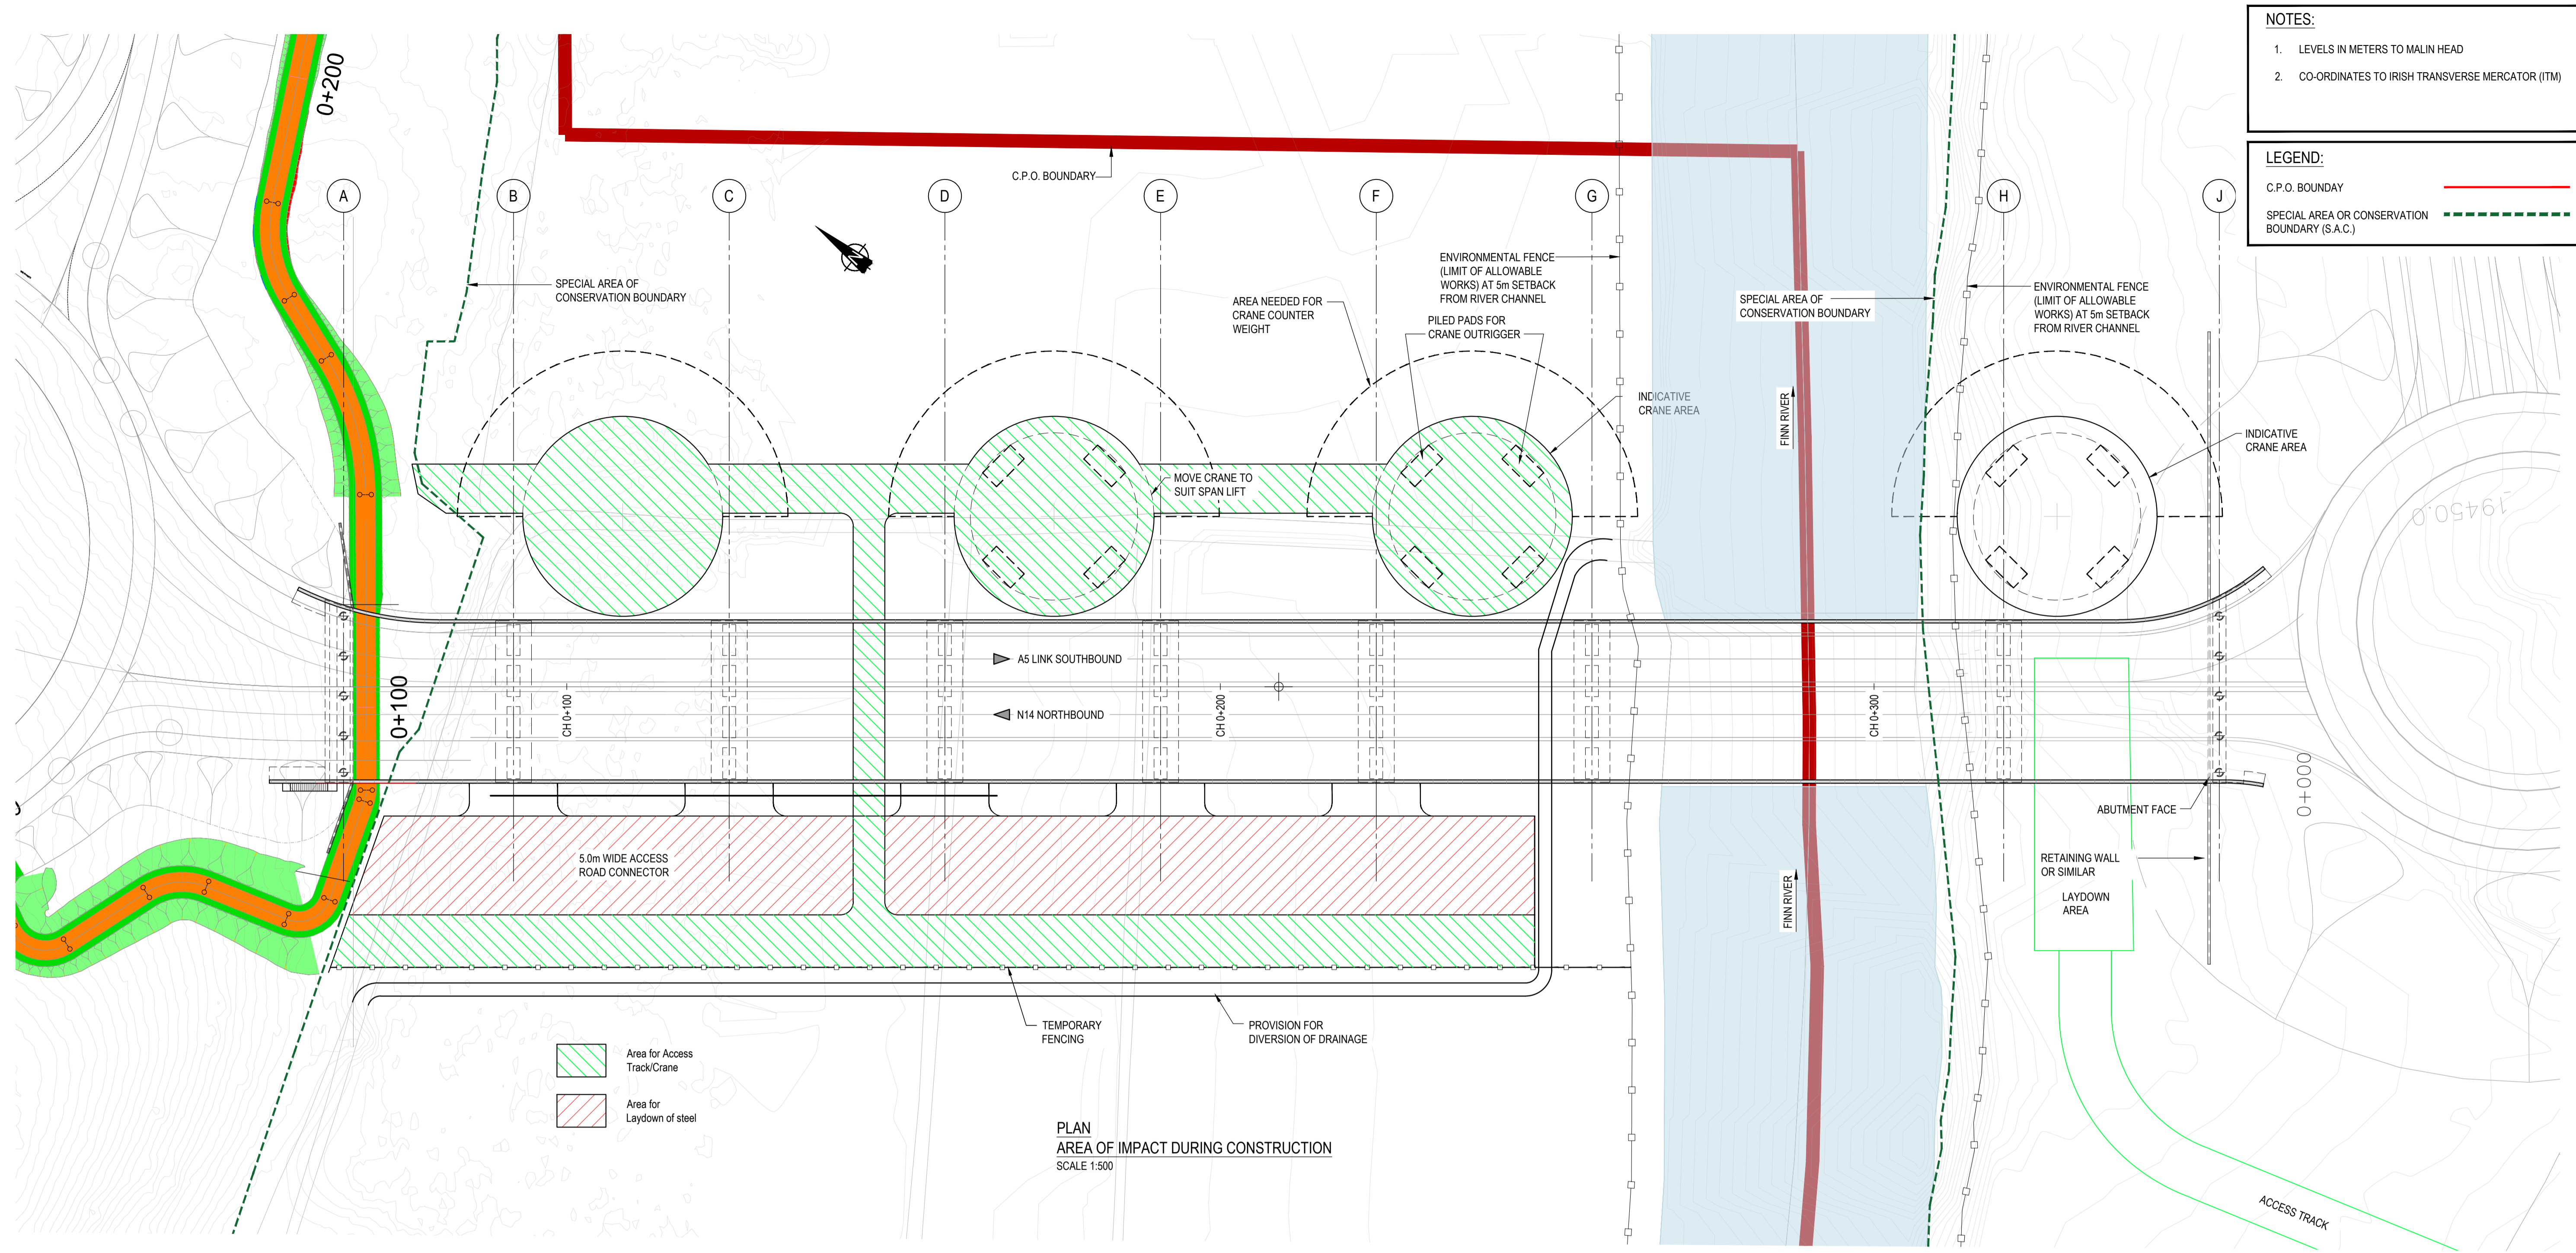 NOTES:
1. LEVELS IN METERS TO MALIN HEAD
2. CO-ORDINATES TO IRISH TRANSVERSE MERCATOR (ITM)
LEGEND:
C.P.O. BOUNDAY
SPECIAL AREA OR CONSERVATION
BOUNDARY (S.A.C.)
0+200
C.P.O. BOUNDARY
A
B
C
D
E
F
G
H
J
N
SPECIAL AREA OF
CONSERVATION BOUNDARY
AREA NEEDED FOR
CRANE COUNTER
WEIGHT
ENVIRONMENTAL FENCE
(LIMIT OF ALLOWABLE
WORKS) AT 5m SETBACK
FROM RIVER CHANNEL
PILED PADS FOR
CRANE OUTRIGGER
SPECIAL AREA OF
CONSERVATION BOUNDARY
ENVIRONMENTAL FENCE
(LIMIT OF ALLOWABLE
WORKS) AT 5m SETBACK
FROM RIVER CHANNEL
INDICATIVE
CRANE AREA
FINN RIVER
INDICATIVE
CRANE AREA
MOVE CRANE TO
SUIT SPAN LIFT
19450.0
A5 LINK SOUTHBOUND
N14 NORTHBOUND
0+100
CH 0+100
CH 0+200
CH 0+300
0+000
ABUTMENT FACE
5.0m WIDE ACCESS
ROAD CONNECTOR
FINN RIVER
RETAINING WALL
OR SIMILAR
LAYDOWN
AREA
TEMPORARY
FENCING
PROVISION FOR
DIVERSION OF DRAINAGE
Area for Access
Track/Crane
Area for
Laydown of steel
PLAN
AREA OF IMPACT DURING CONSTRUCTION
SCALE 1:500
ACCESS TRACK